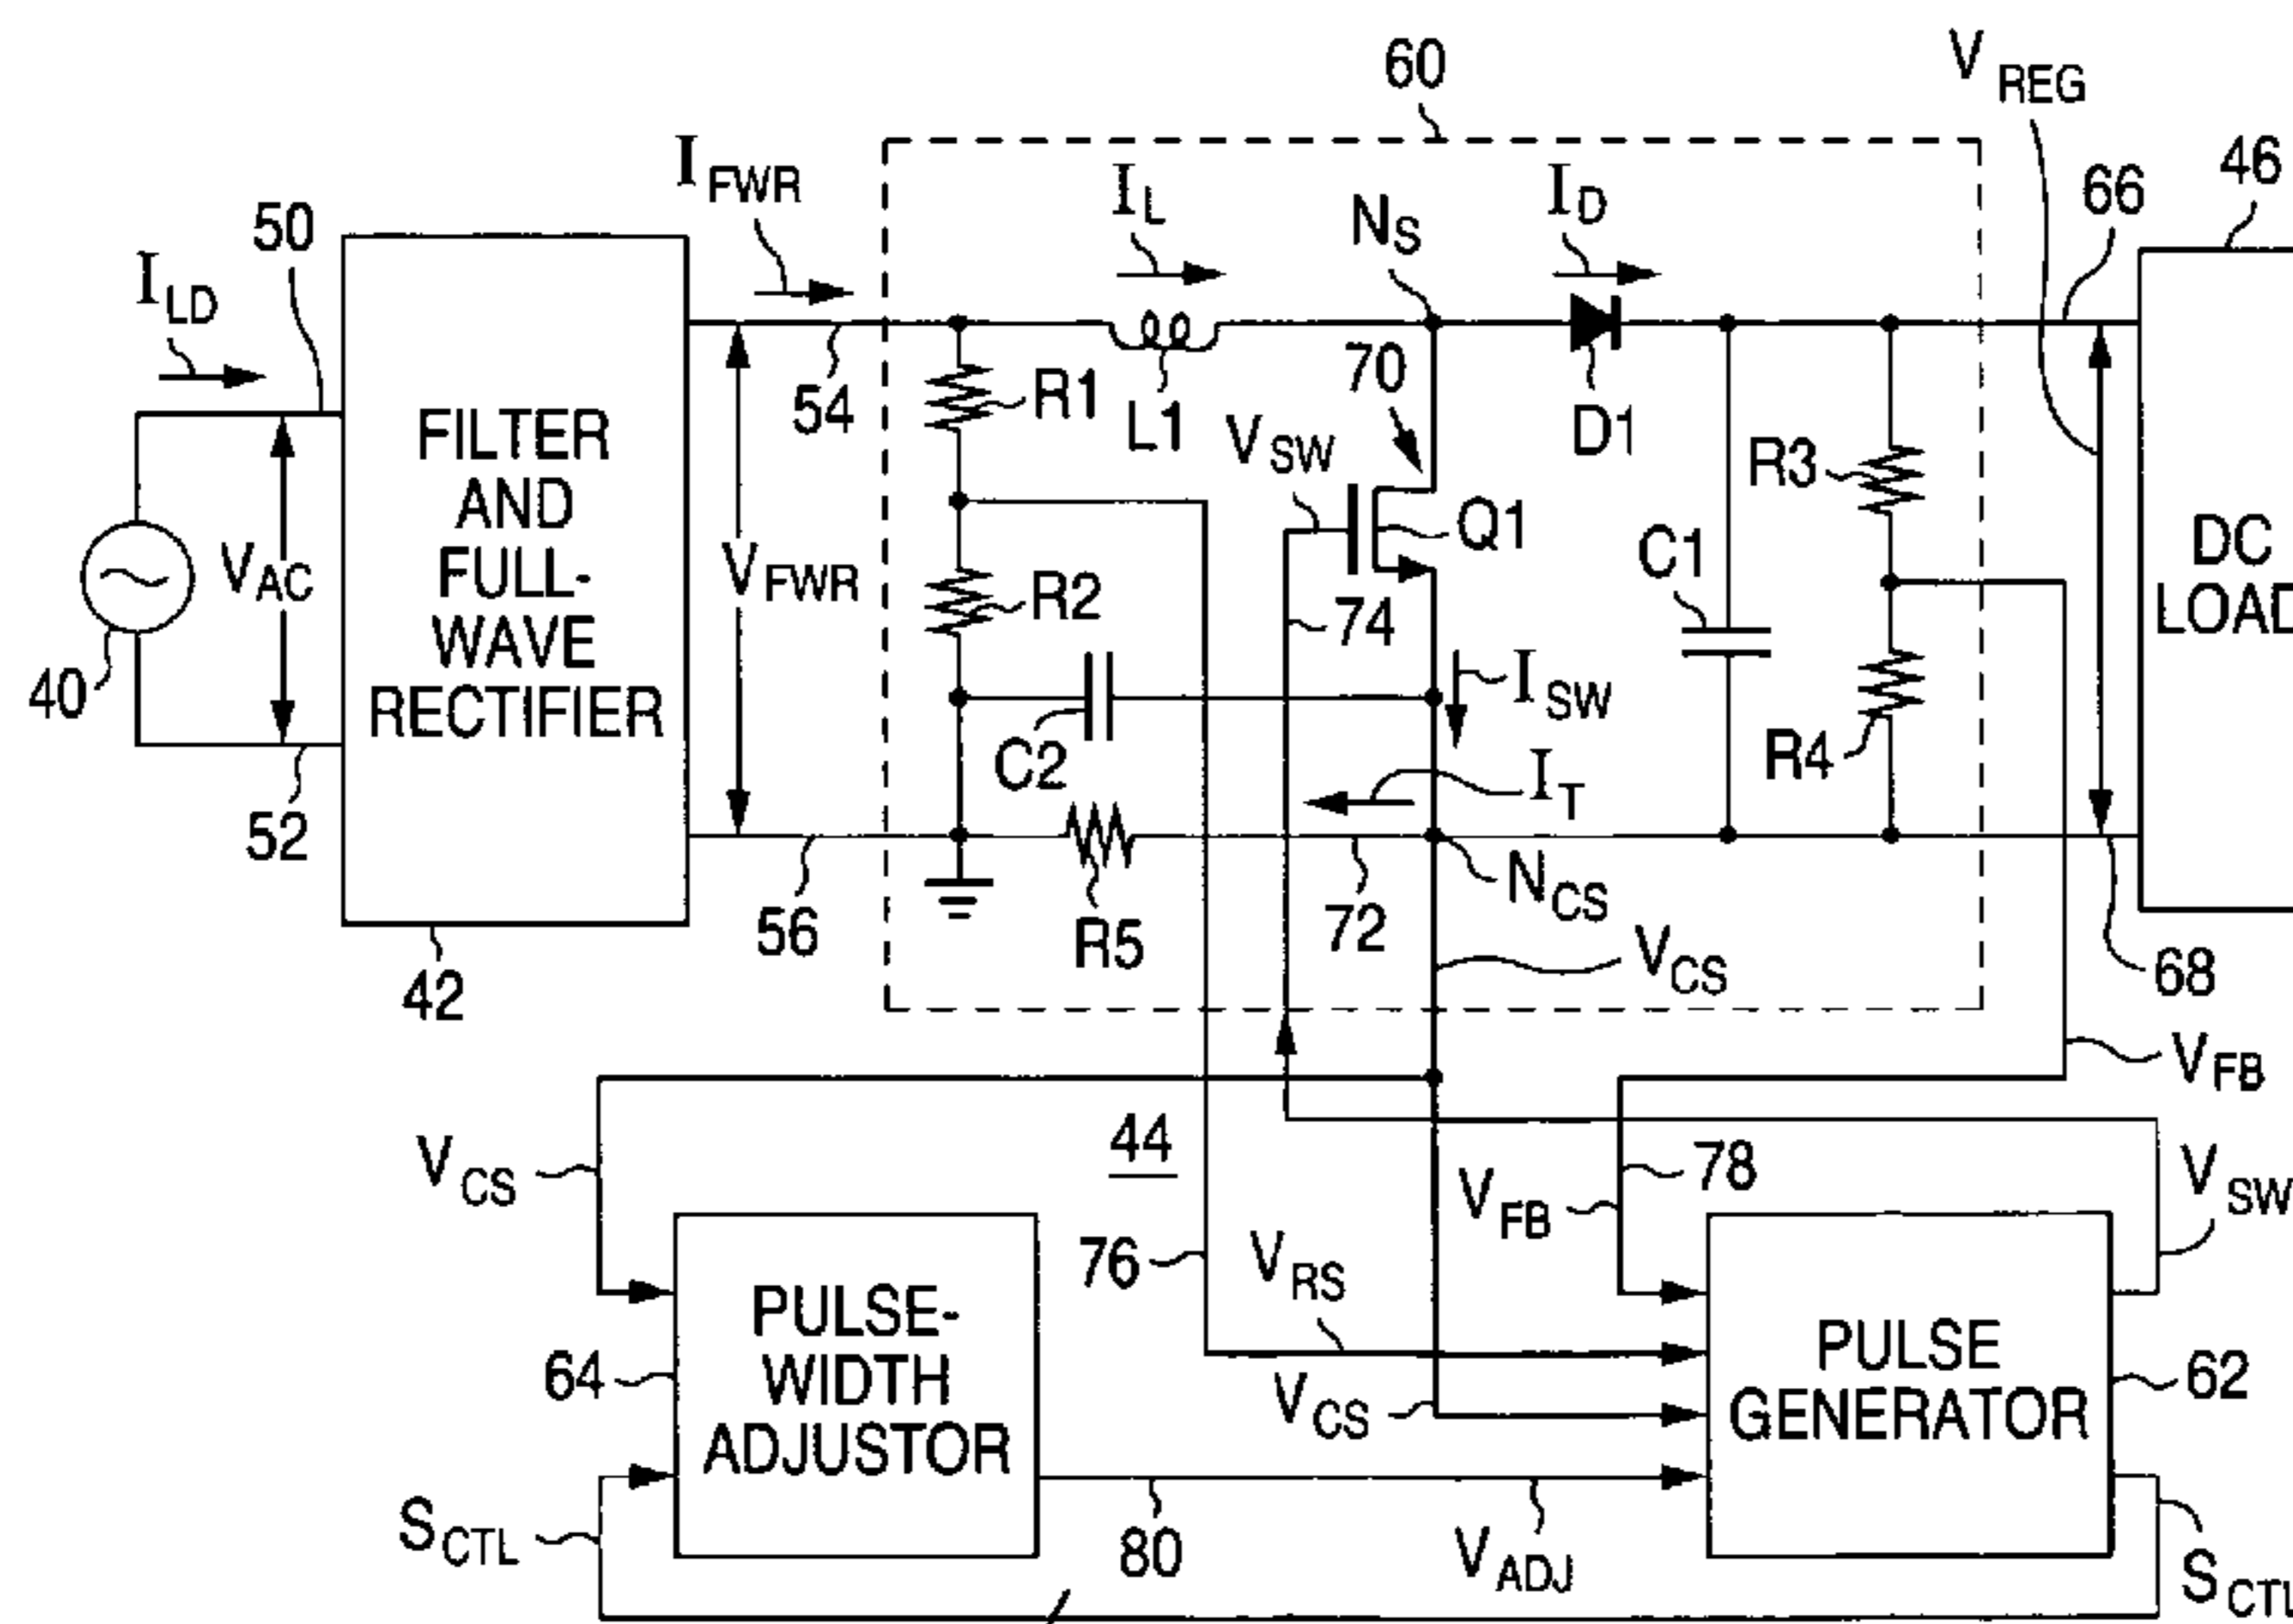 60
V REG
46
I FWR
I L
N S
I D
66
50
I LD
54
R1
L1
70
D1
V SW
R3
FILTER
AND
FULL-
WAVE
RECTIFIER
V AC
V FWR
Q1
C1
DC
R2
74
40
I SW
R4
C2
I T
52
56
R5
72
N CS
V CS
68
42
V FB
44
V CS
78
V FB
V SW
76
V RS
PULSE-
WIDTH
ADJUSTOR
64
PULSE
GENERATOR
62
V CS
S CTL
80
V ADJ